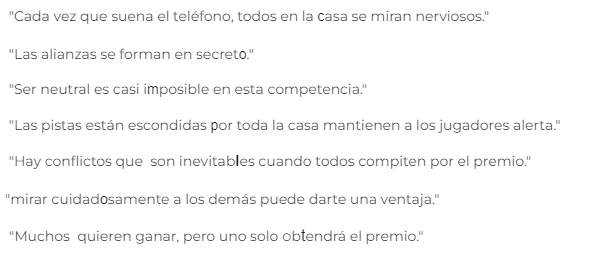 "Cada vez que suena el teléfono, todos en la casa se miran nerviosos."
"Las alianzas se forman en secreto."
"Ser neutral es casi imposible en esta competencia."
"Las pistas están escondidas por toda la casa mantienen a los jugadores alerta."
"Hay conflictos que  son inevitables cuando todos compiten por el premio."
"mirar cuidadosamente a los demás puede darte una ventaja."
"Muchos  quieren ganar, pero uno solo obtendrá el premio."